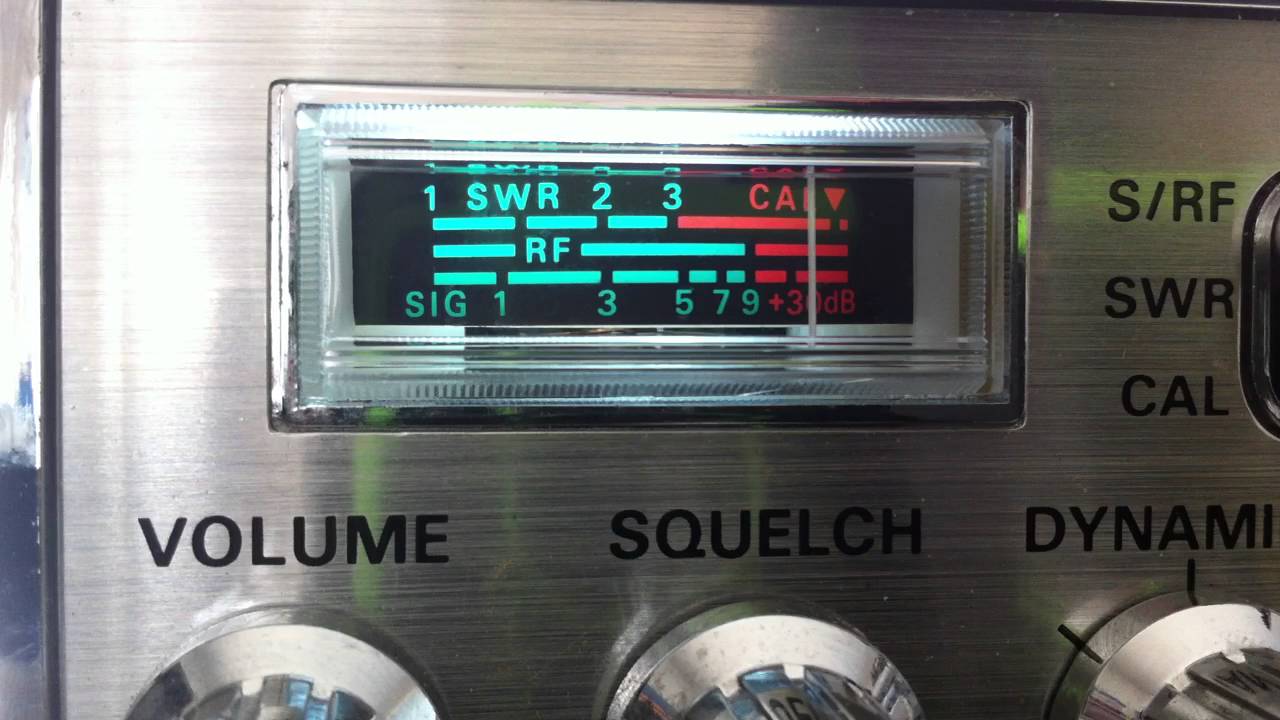 1 SWR 2 3 CAL▼
RF
SIG 1 3 5 7 9 +30dB
S/RF
SWR
CAL
VOLUME SQUELCH DYNAMI